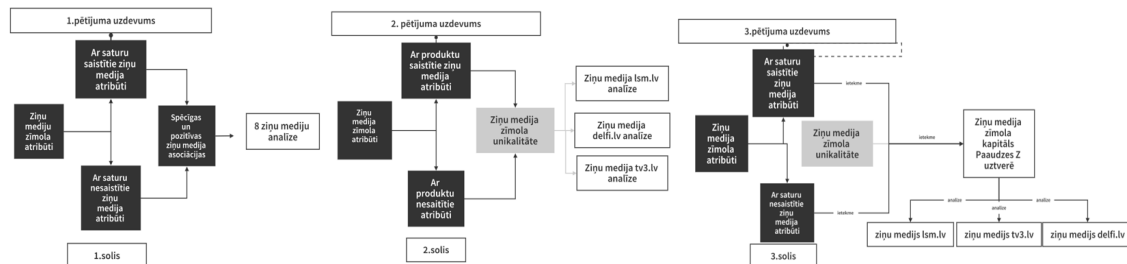 1.pētījuma uzdevums
Ar saturu
saistītie ziņu
medija
atribūti
Ziņu
mediju
zīmola
atribūti
Spēcīgas
un
pozitīvas
ziņu medija
asociācijas
8 ziņu mediju
analīze
Ar saturu
nesaistītie
ziņu
medija
atribūti
1.solis
2. pētījuma uzdevums
Ar produktu
saistītie ziņu
medija
atribūti
Ziņu
medija
zīmola
atribūti
Ziņu medija
zīmola
unikalitāte
Ziņu medija lsm.lv
analīze
Ziņu medija
delfi.lv analīze
Ziņu medija tv3.lv
analīze
Ar
produktu
nesaitītie
atribūti
2.solis
3.pētījuma uzdevums
Ar saturu
saistītie
ziņu
medija
atribūti
ietekme
Ziņu
medija
zīmola
atribūti
Ziņu medija
zīmola
unikalitāte
ietekme
Ziņu
medija
zīmola
kapitāls
Paaudzes Z
uztverē
Ar saturu
nesaistītie
ziņu
medija
atribūti
ietekme
analīze
analīze
analīze
ziņu medijs lsm.lv
ziņu medijs tv3.lv
ziņu medijs delfi.lv
3.solis